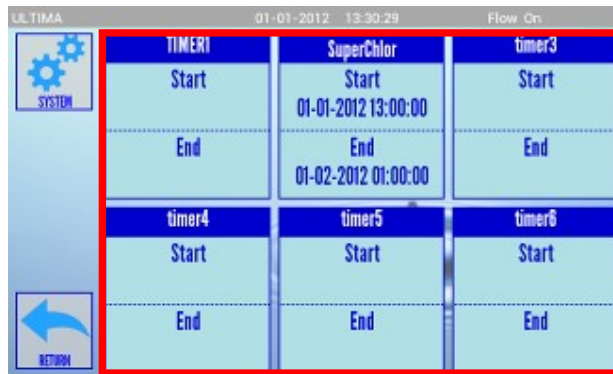 ULTIMA 01-01-2012 13:30:29 Flow On
SYSTEM
TIMER1
Start
End
SuperChlor
Start
01-01-2012 13:00:00
End
01-02-2012 01:00:00
timer3
Start
End
timer4
Start
End
timer5
Start
End
timer6
Start
End
RETURN